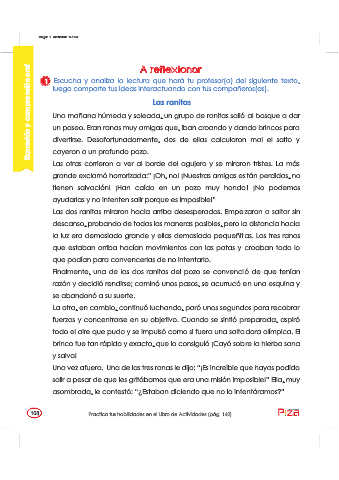 A reflexionar
1 Escucha y analiza la lectura que hará tu profesor(a) del siguiente texto,
luego comparte tus ideas interactuando con tus compañeros(as).
Las ranitas
Una mañana húmeda y soleada, un grupo de ranitas salió al bosque a dar
un paseo. Eran ranas muy amigas que, iban croando y dando brincos para
divertirse. Desafortunadamente, dos de ellas calcularon mal el salto y
cayeron a un profundo pozo.
Las otras corrieron a ver al borde del agujero y se miraron tristes. La más
grande exclamó horrorizada:" ¡Oh, no! ¡Nuestras amigas están perdidas, no
tienen salvación! ¡Han caído en un pozo muy hondo! ¡No podemos
ayudarlas y no intenten salir porque es imposible!"
Las dos ranitas miraron hacia arriba desesperadas. Empezaron a saltar sin
descanso, probando de todas las maneras posibles, pero la distancia hacia
la luz era demasiado grande y ellas demasiado pequeñitas. Las tres ranas
que estaban arriba hacían movimientos con las patas y croaban todo lo
que podían para convencerlas de no intentarlo.
Finalmente, una de las dos ranitas del pozo se convenció de que tenían
razón y decidió rendirse; caminó unos pasos, se acurrucó en una esquina y
se abandonó a su suerte.
La otra, en cambio, continuó luchando, paró unos segundos para recobrar
fuerzas y concentrarse en su objetivo. Cuando se sintió preparada, aspiró
todo el aire que pudo y se impulsó como si fuera una saltadora olímpica. El
brinco fue tan rápido y exacto, que lo consiguió ¡Cayó sobre la hierba sana
y salva!
Una vez afuera. Una de las tres ranas le dijo: "¡Es increíble que hayas podido
salir a pesar de que les gritábamos que era una misión imposible!" Ella, muy
asombrada, le contestó: "¿Estaban diciendo que no lo intentáramos?"
168
Practica tus habilidades en el Libro de Actividades (pág. 140)